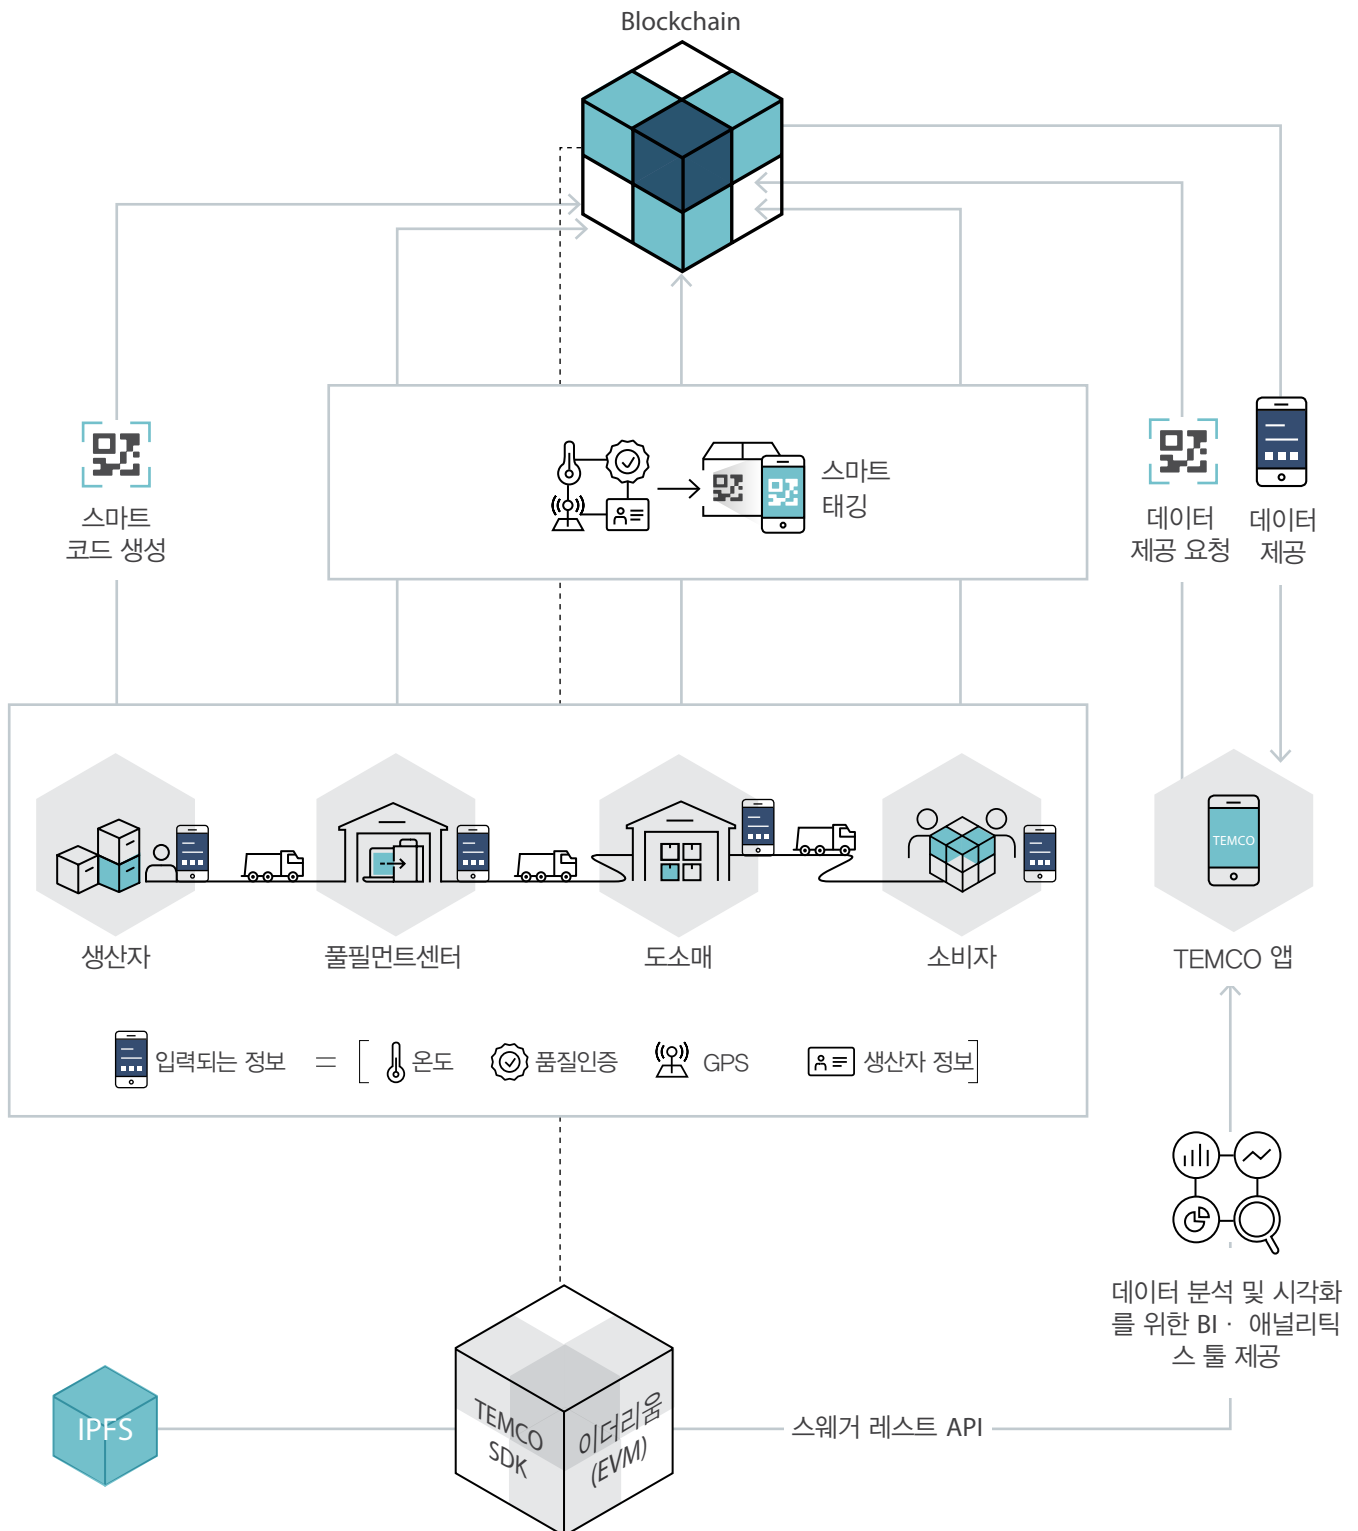 Blockchain
스마트
코드 생성
스마트
태깅
데이터
제공 요청
데이터
제공
TEMCO
생산자
풀필먼트센터
도소매
소비자
TEMCO 앱
입력되는 정보 = [ 온도 품질인증 GPS 생산자 정보 ]
데이터 분석 및 시각화
를 위한 BI · 애널리틱
스 툴 제공
IPFS
TEMCO
SDK
이더리움
(EVM)
스웨거 레스트 API